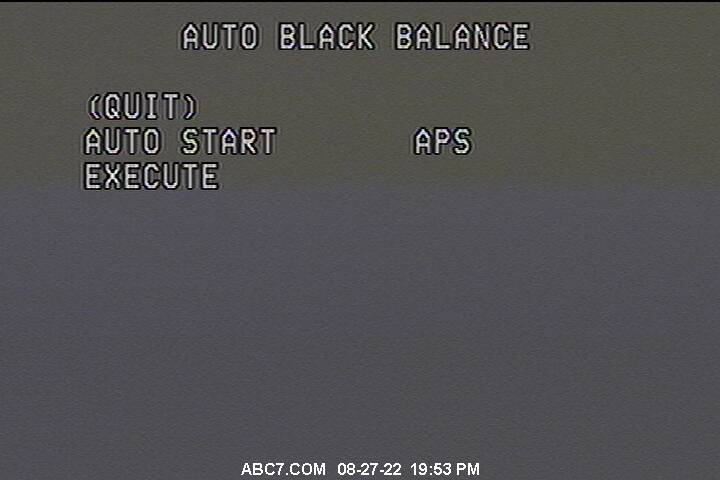 AUTO BLACK BALANCE
(QUIT)
AUTO START APS
EXECUTE
ABC7.COM 08-27-22 19:53 PM